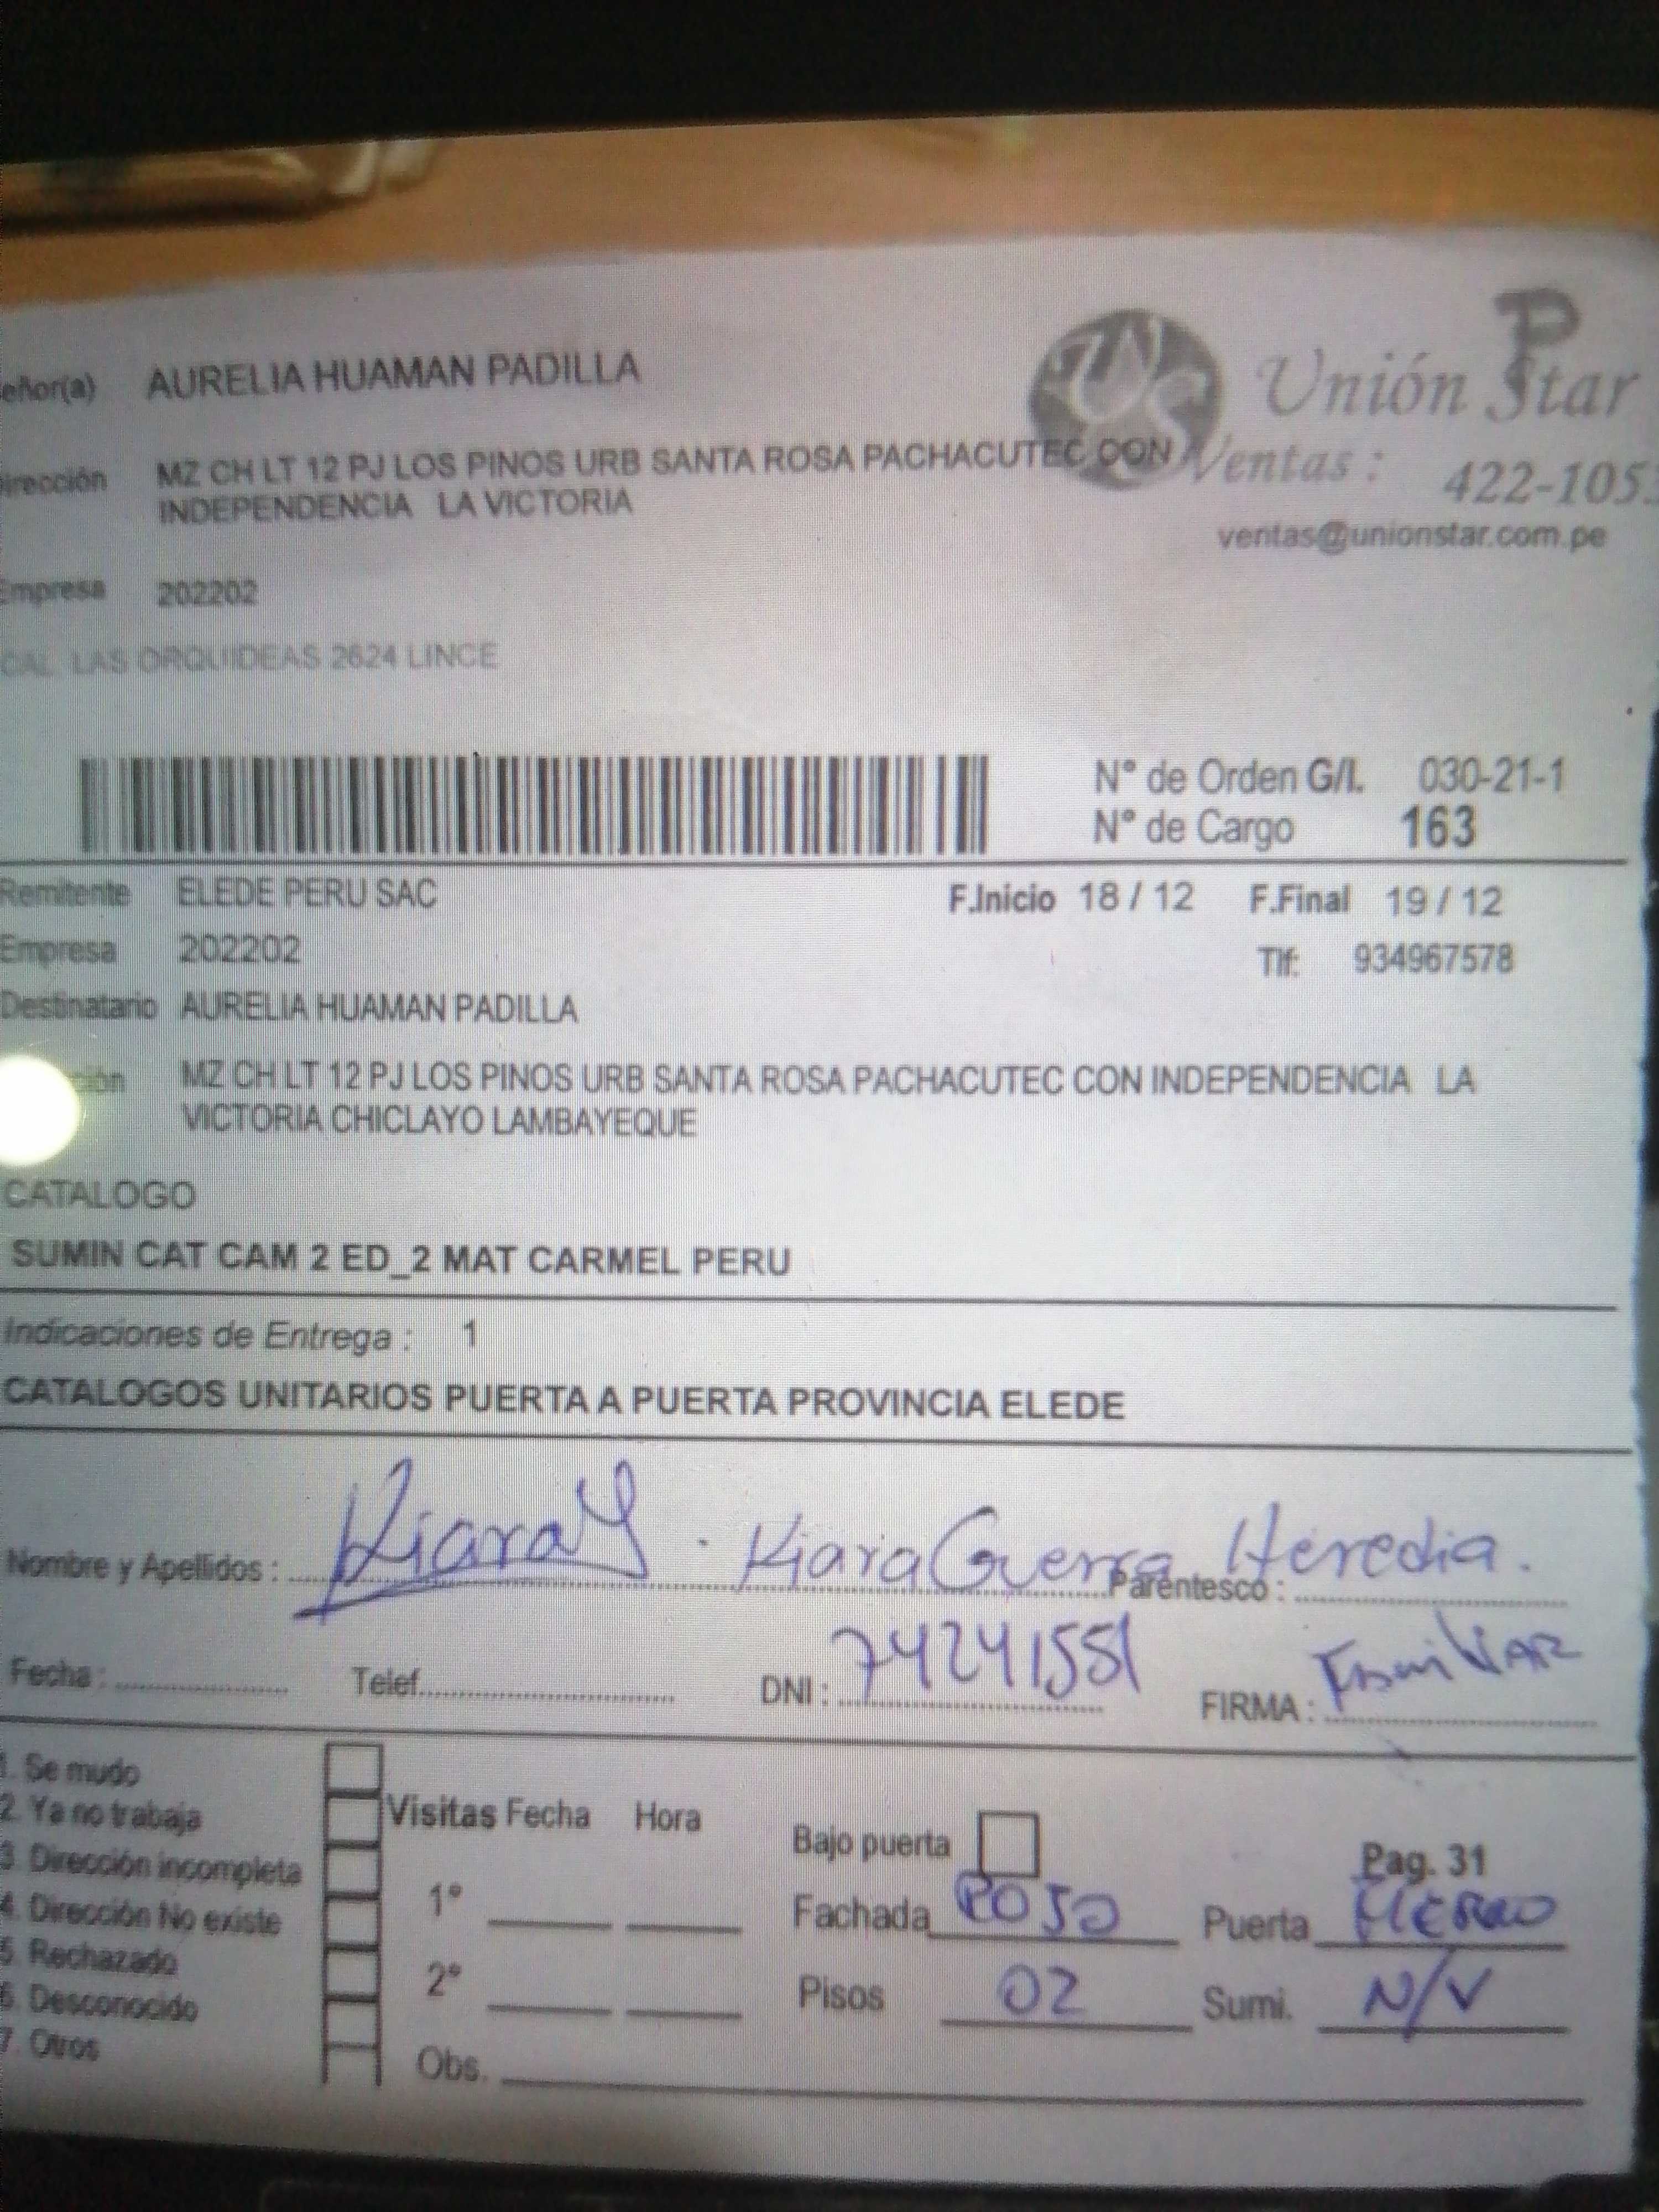 eñor(a) AURELIA HUAMAN PADILLA
Unión Star
P
irección MZ CH LT 12 PJ LOS PINOS URB SANTA ROSA PACHACUTEC CON
INDEPENDENCIA LA VICTORIA
Ventas : 422-105
ventas@unionstar.com.pe
Empresa 202202
CAL LAS ORQUIDEAS 2624 LINCE
N° de Orden G/I. 030-21-1
N° de Cargo 163
Remitente ELEDE PERU SAC F.Inicio 18 / 12 F.Final 19 / 12
Empresa 202202 Tlf: 934967578
Destinatario AURELIA HUAMAN PADILLA
ión MZ CH LT 12 PJ LOS PINOS URB SANTA ROSA PACHACUTEC CON INDEPENDENCIA LA
VICTORIA CHICLAYO LAMBAYEQUE
CATALOGO
SUMIN CAT CAM 2 ED_2 MAT CARMEL PERU
Indicaciones de Entrega : 1
CATALOGOS UNITARIOS PUERTA A PUERTA PROVINCIA ELEDE
Nombre y Apellidos : Kiara . Kiara Guerra Heredia. Parentesco :
Fecha : Telef. DNI : 74241551 FIRMA : Familiar
1. Se mudo
2. Ya no trabaja
3. Dirección incompleta
4. Dirección No existe
5. Rechazado
6. Desconocido
7. Otros
Visitas Fecha Hora
1°
2°
Obs.
Bajo puerta Pag. 31
Fachada ROJO Puerta FIERRO
Pisos 02 Sumi. N/V